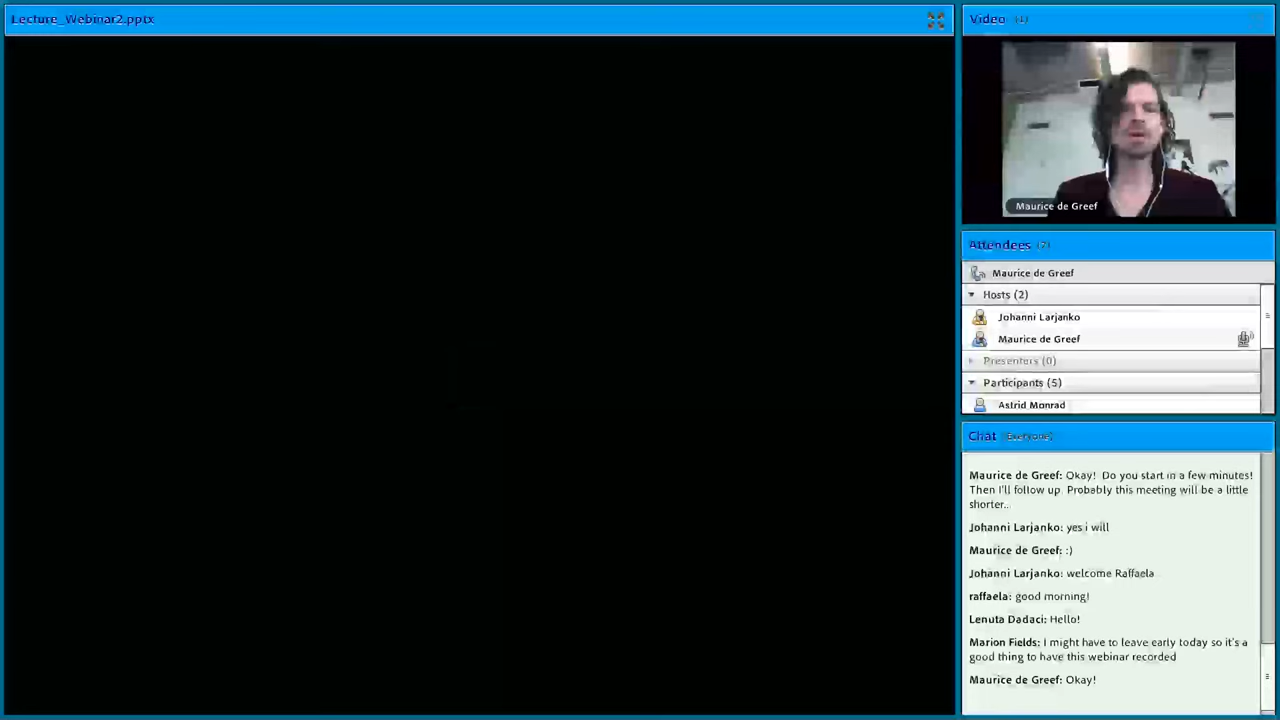 Lecture_Webinar2.pptx
Video (1)
Maurice de Greef
Attendees (7)
Maurice de Greef
Hosts (2)
Johanni Larjanko
Maurice de Greef
Presenters (0)
Participants (5)
Astrid Monrad
Chat (Everyone)
Maurice de Greef: Okay! Do you start in a few minutes!
Then I'll follow up. Probably this meeting will be a little
shorter..
Johanni Larjanko: yes i will
Maurice de Greef: :)
Johanni Larjanko: welcome Raffaela
raffaela: good morning!
Lenuta Dadaci: Hello!
Marion Fields: I might have to leave early today so it's a
good thing to have this webinar recorded
Maurice de Greef: Okay!